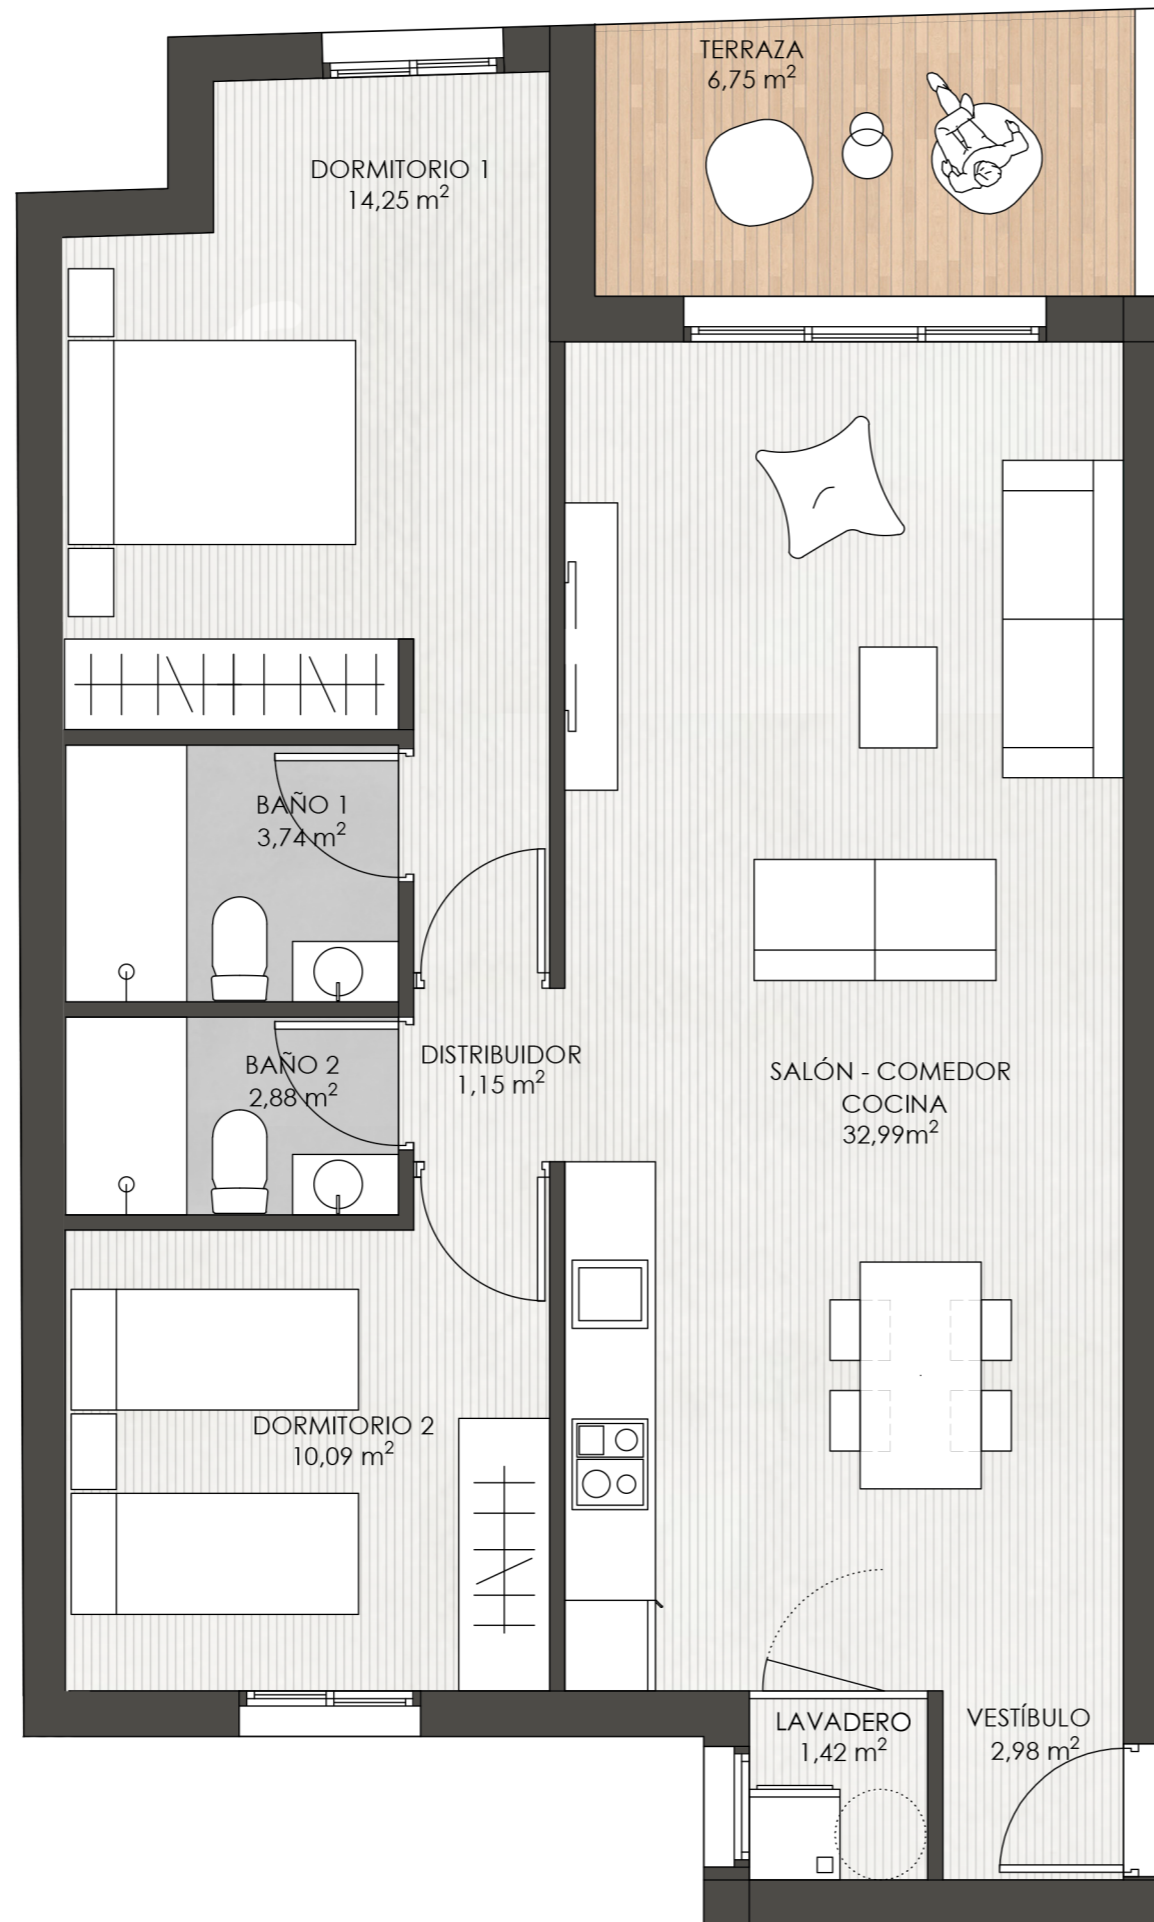 TERRAZA
6,75 m²
DORMITORIO 1
14,25 m²
BAÑO 1
3,74 m²
BAÑO 2
2,88 m²
DISTRIBUIDOR
1,15 m²
SALÓN - COMEDOR
COCINA
32,99m²
DORMITORIO 2
10,09 m²
LAVADERO
1,42 m²
VESTÍBULO
2,98 m²